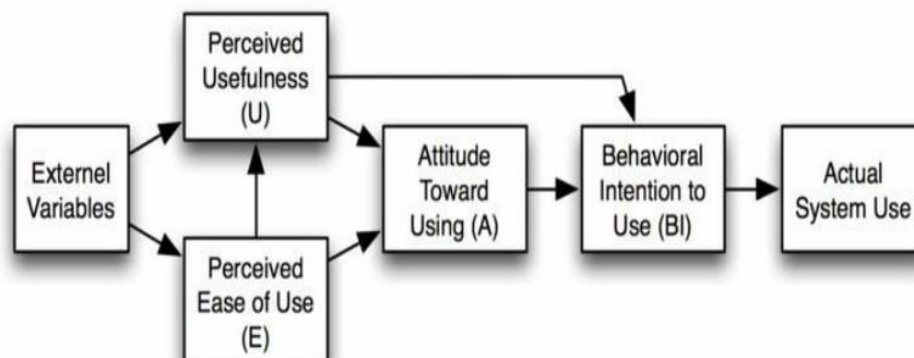 Perceived
Usefulness
(U)
Externel
Variables
Perceived
Ease of Use
(E)
Attitude
Toward
Using (A)
Behavioral
Intention to
Use (BI)
Actual
System Use